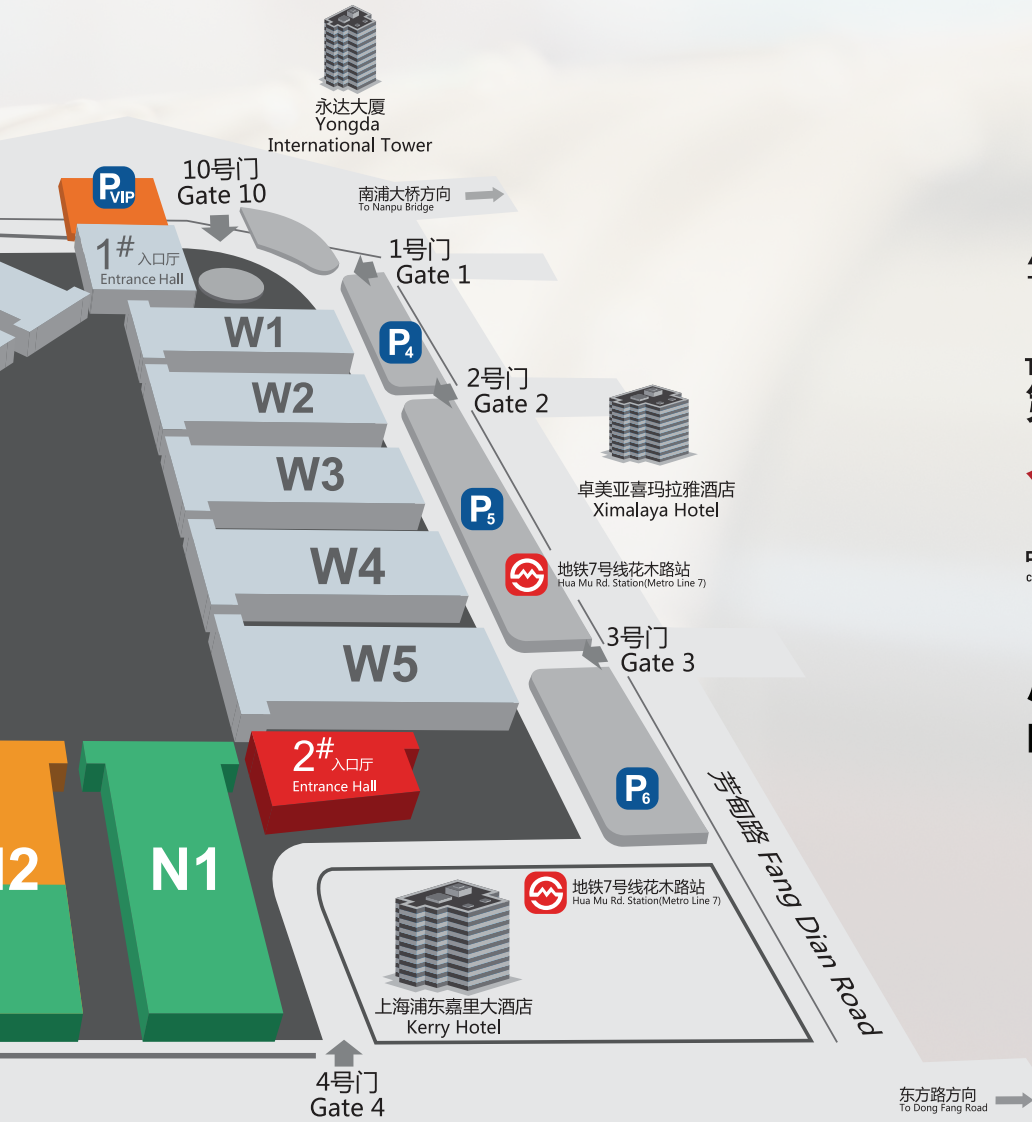 永达大厦
Yongda
International Tower
10号门
Gate 10
南浦大桥方向
To Nanpu Bridge
P VIP
1# 入口厅
Entrance Hall
1号门
Gate 1
W1
P4
2号门
Gate 2
W2
W3
卓美亚喜玛拉雅酒店
Ximalaya Hotel
P5
地铁7号线花木路站
Hua Mu Rd. Station(Metro Line 7)
W4
3号门
Gate 3
W5
2# 入口厅
Entrance Hall
P6
芳甸路 Fang Dian Road
2
N1
地铁7号线花木路站
Hua Mu Rd. Station(Metro Line 7)
上海浦东嘉里大酒店
Kerry Hotel
4号门
Gate 4
东方路方向
To Dong Fang Road